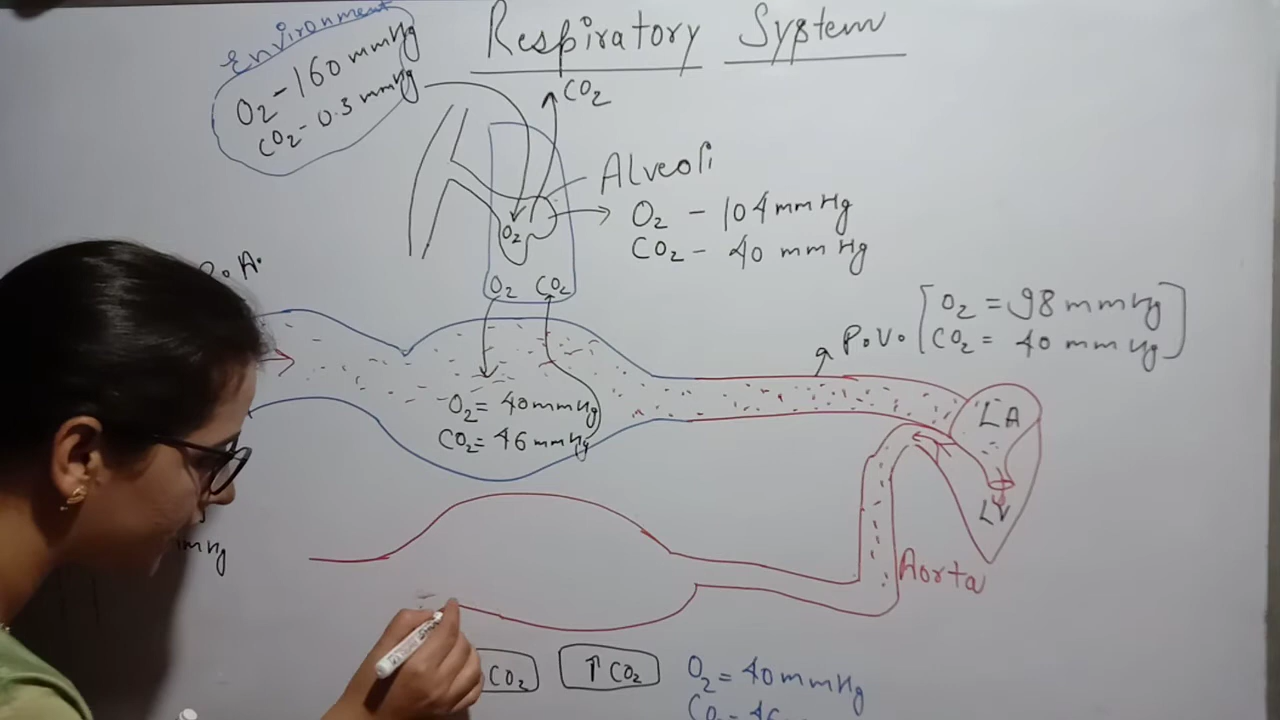 Respiratory System
Environment
O2 - 160 mmHg
CO2 - 0.3 mmHg
CO2
Alveoli
O2 - 104 mmHg
CO2 - 40 mmHg
O2
O2 CO2
P.A.
P.V.
O2 = 98 mmHg
CO2 = 40 mmHg
O2 = 40 mmHg
CO2 = 46 mmHg
LA
LV
mmHg
Aorta
CO2
↑ CO2
O2 = 40 mmHg